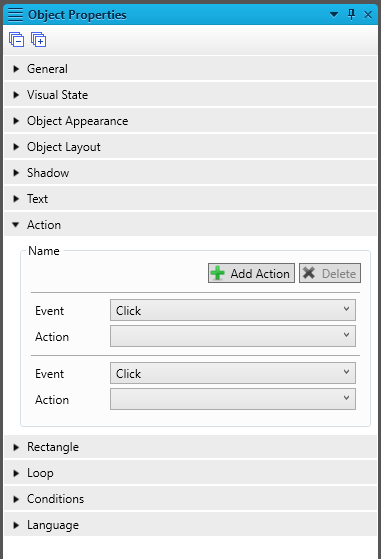 Object Properties
General
Visual State
Object Appearance
Object Layout
Shadow
Text
Action
Name
Add Action Delete
Event Click
Action
Event Click
Action
Rectangle
Loop
Conditions
Language